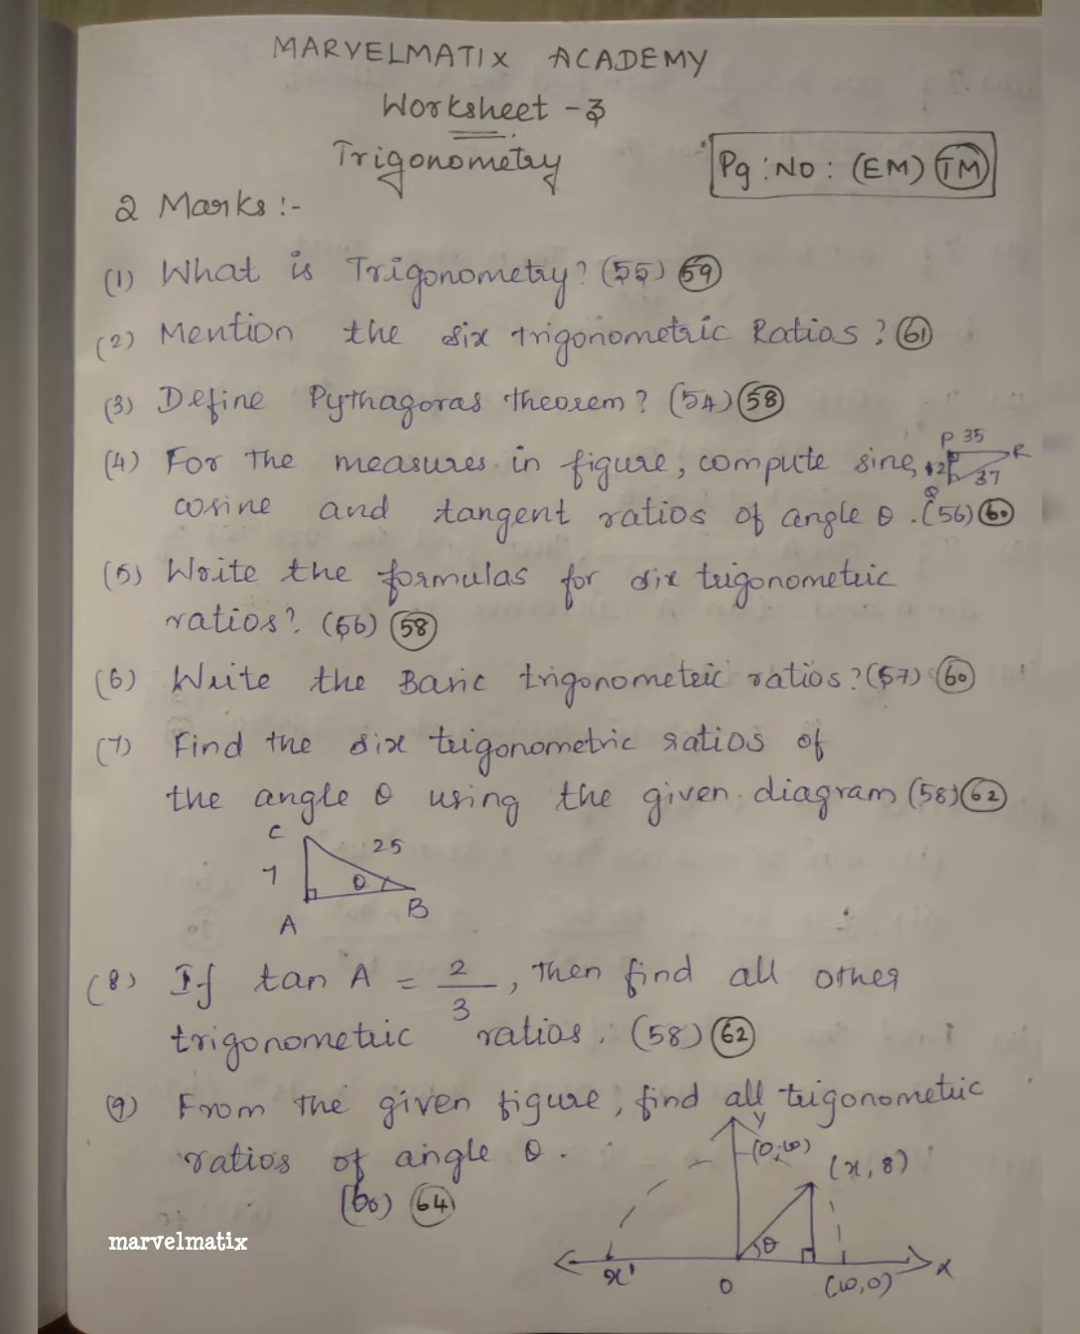 MARVELMATIX ACADEMY
Worksheet - 3
Trigonometry
Pg : No : (EM) TM
2 Marks :-
(1) What is Trigonometry? (55) 59
(2) Mention the six trigonometric Ratios? 61
(3) Define Pythagoras theorem? (54) 58
(4) For the measures in figure, compute sine,
P 35 R
12 37
Q
cosine and tangent ratios of angle θ. (56) 60
(5) Write the formulas for six trigonometric
ratios? (56) 58
(6) Write the Basic trigonometric ratios? (57) 60
(7) Find the six trigonometric ratios of
the angle θ using the given diagram (58) 62
C 25
7 θ
A B
(8) If tan A = 2/3, then find all other
trigonometric ratios. (58) 62
(9) From the given figure, find all trigonometric
ratios of angle θ.
(60) 64
Y
(0,10)
(x,8)
θ
x' O (10,0) X
marvelmatix